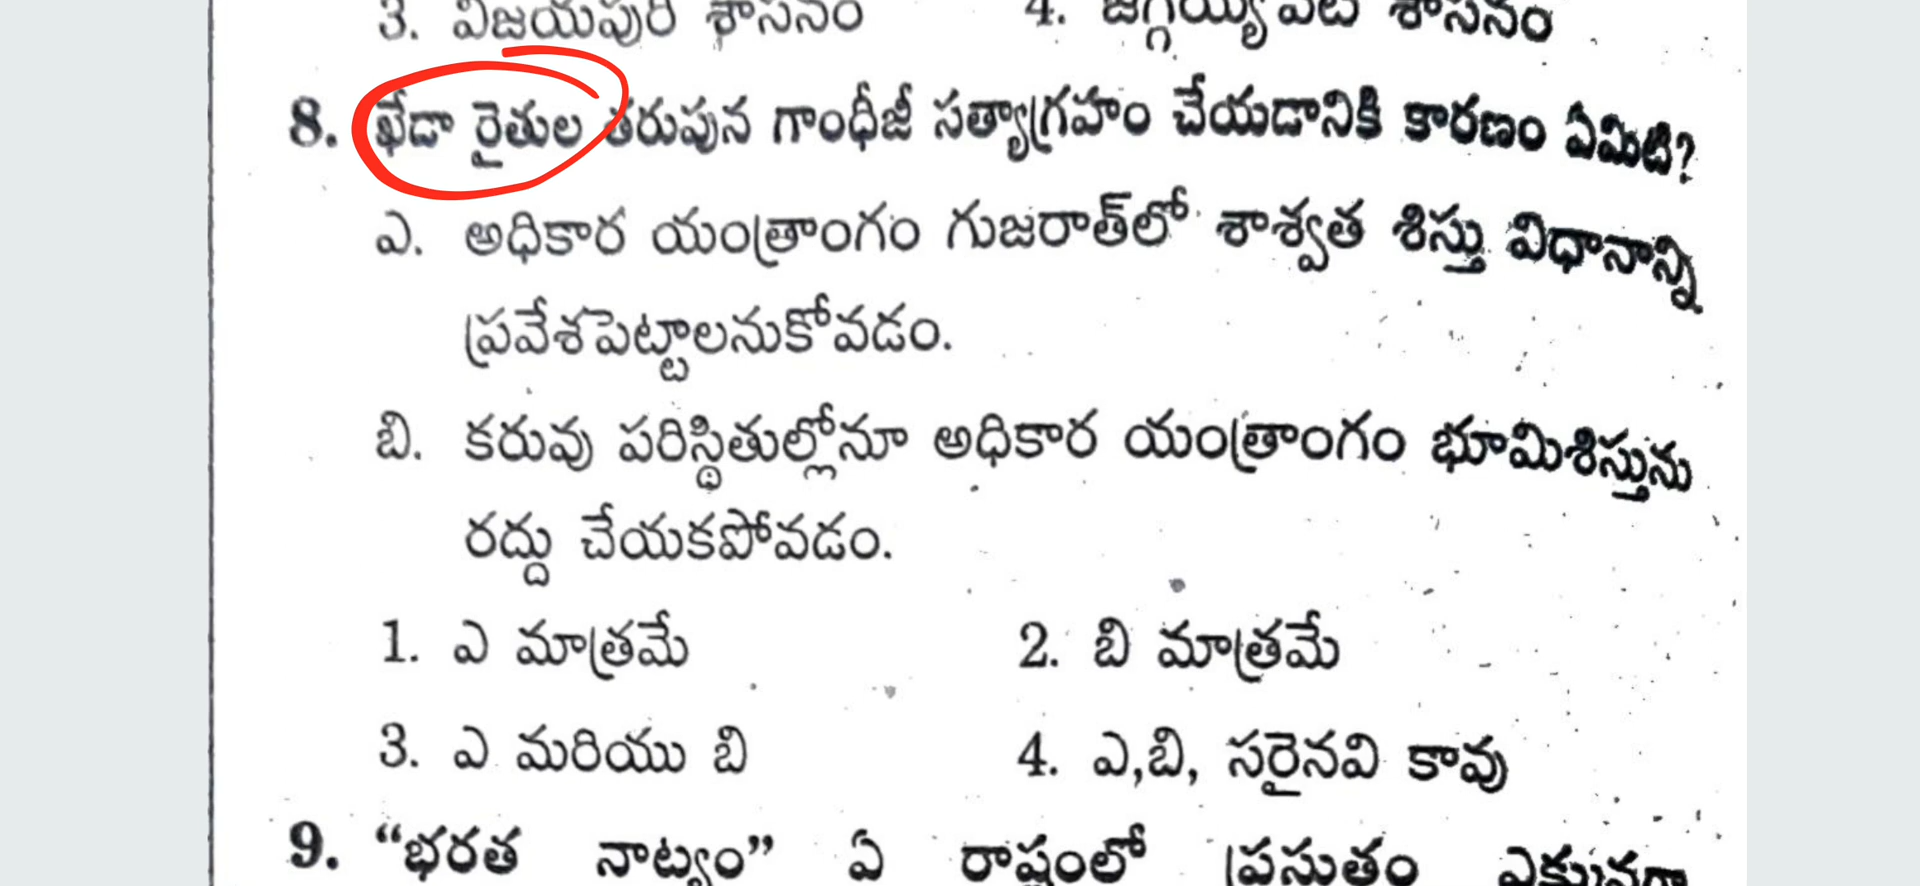 3. విజయపురి శాసనం 4. జగ్గయ్యపేట శాసనం
8. ఖేడా రైతుల తరుపున గాంధీజీ సత్యాగ్రహం చేయడానికి కారణం ఏమిటి?
ఎ. అధికార యంత్రాంగం గుజరాత్‌లో శాశ్వత శిస్తు విధానాన్ని
ప్రవేశపెట్టాలనుకోవడం.
బి. కరువు పరిస్థితుల్లోనూ అధికార యంత్రాంగం భూమిశిస్తును
రద్దు చేయకపోవడం.
1. ఎ మాత్రమే 2. బి మాత్రమే
3. ఎ మరియు బి 4. ఎ,బి, సరైనవి కావు
9. “భరత నాట్యం” ఏ రాష్ట్రంలో ప్రస్తుతం ఎక్కువగా